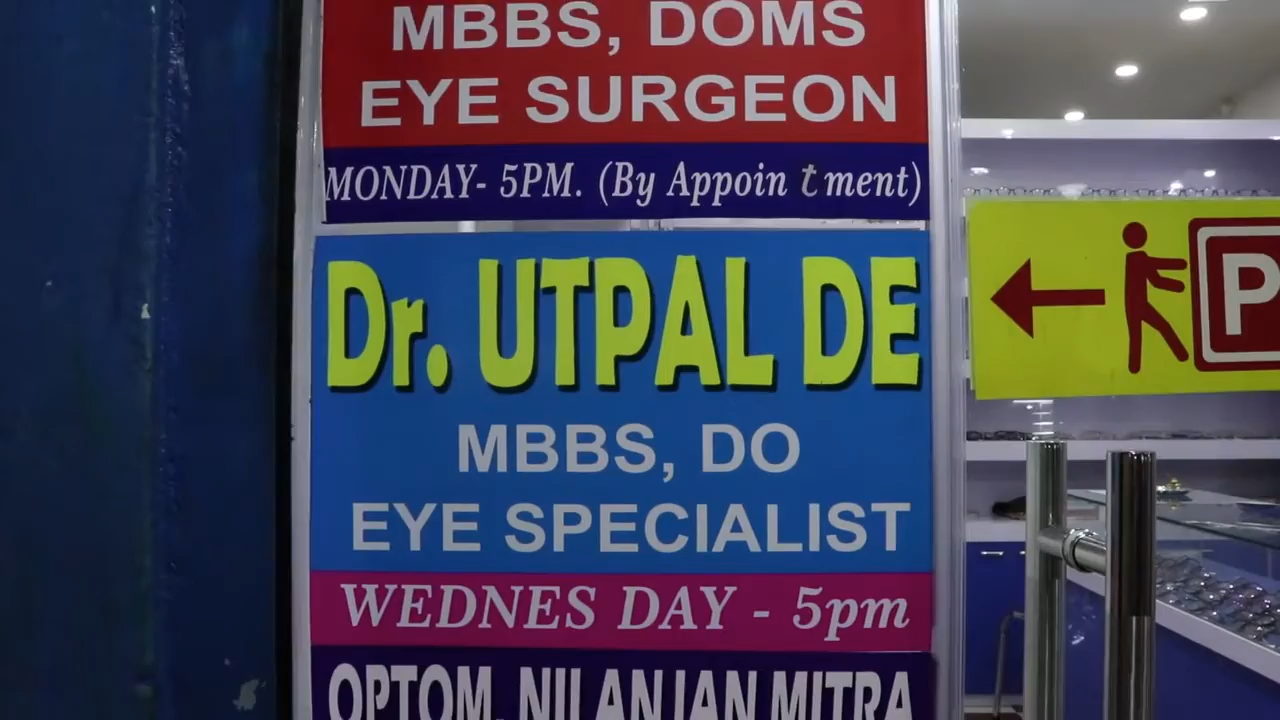 MBBS, DOMS
EYE SURGEON
MONDAY- 5PM. (By Appoin tment)
Dr. UTPAL DE
MBBS, DO
EYE SPECIALIST
WEDNES DAY - 5pm
OPTOM. NILANJAN MITRA
P